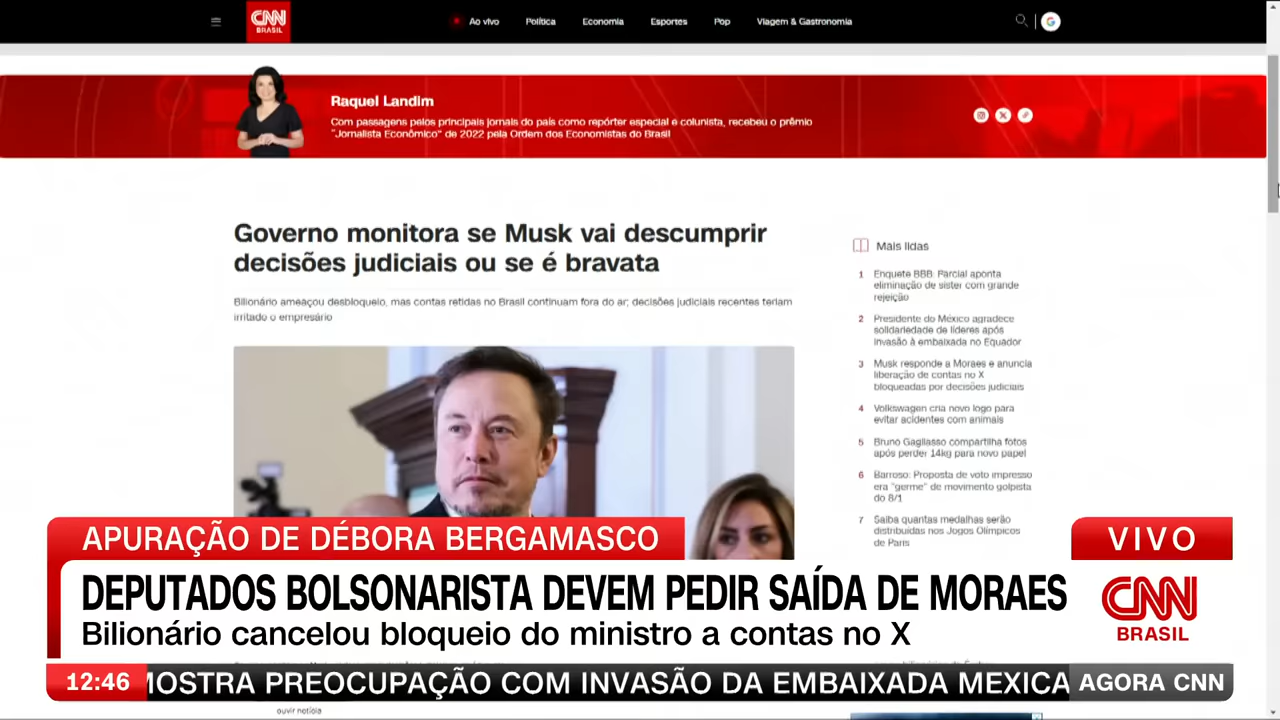 CNN
BRASIL
Ao vivo
Política
Economia
Esportes
Pop
Viagem & Gastronomia
Raquel Landim
Com passagens pelos principais jornais do país como repórter especial e colunista, recebeu o prêmio
"Jornalista Econômico" de 2022 pela Ordem dos Economistas do Brasil
Governo monitora se Musk vai descumprir
decisões judiciais ou se é bravata
Bilionário ameaçou desbloqueio, mas contas retidas no Brasil continuam fora do ar; decisões judiciais recentes teriam
irritado o empresário
Mais lidas
1 Enquete BBB: Parcial aponta
eliminação de sister com grande
rejeição
2 Presidente do México agradece
solidariedade de líderes após
invasão à embaixada no Equador
3 Musk responde a Moraes e anuncia
liberação de contas no X
bloqueadas por decisões judiciais
4 Volkswagen cria novo logo para
evitar acidentes com animais
5 Bruno Gagliasso compartilha fotos
após perder 14kg para novo papel
6 Barroso: Proposta de voto impresso
era "germe" de movimento golpista
do 8/1
7 Saiba quantas medalhas serão
distribuídas nos Jogos Olímpicos
de Paris
APURAÇÃO DE DÉBORA BERGAMASCO
VIVO
DEPUTADOS BOLSONARISTA DEVEM PEDIR SAÍDA DE MORAES
Bilionário cancelou bloqueio do ministro a contas no X
CNN
BRASIL
12:46
MOSTRA PREOCUPAÇÃO COM INVASÃO DA EMBAIXADA MEXICA
AGORA CNN
ouvir notícia